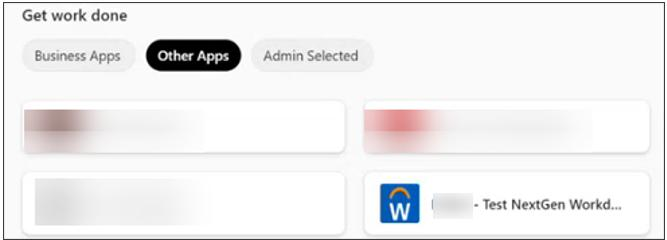 Get work done
Business Apps
Other Apps
Admin Selected
W
- Test NextGen Workd...